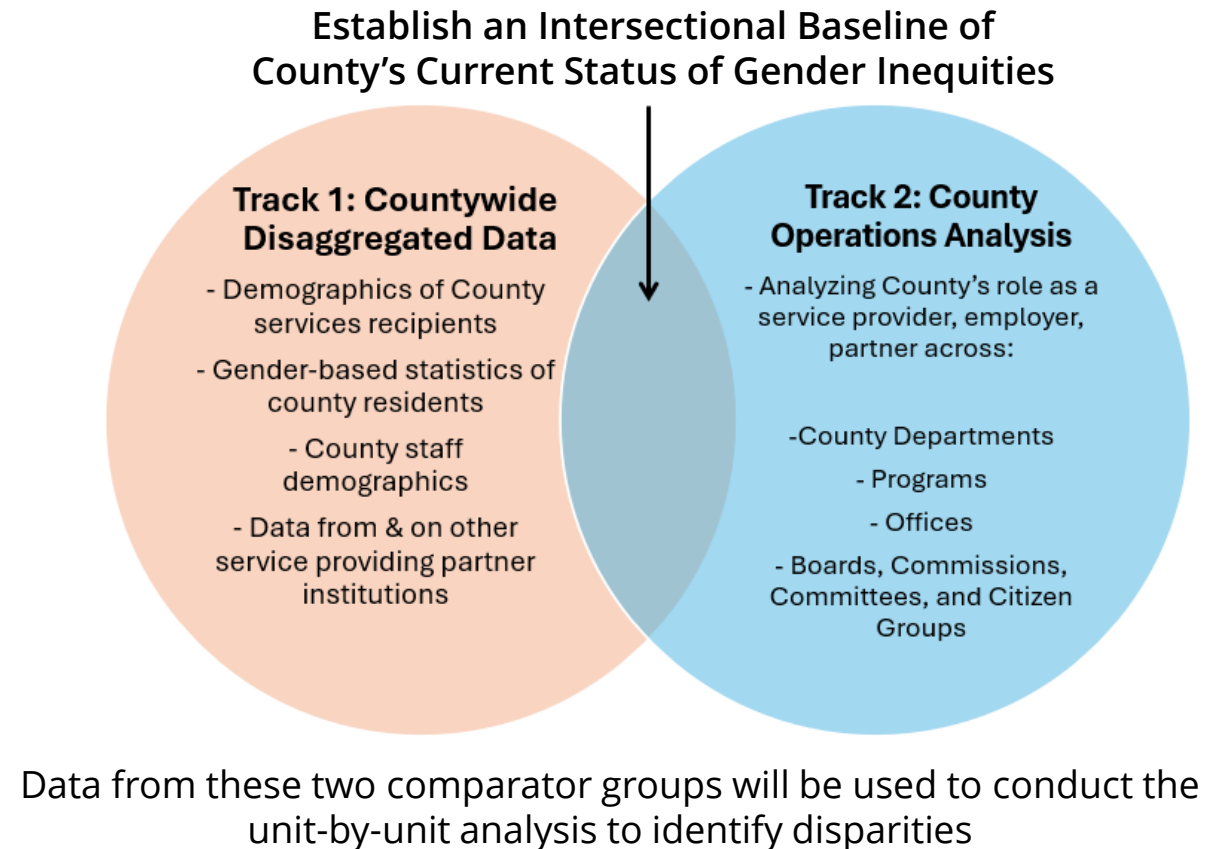 Establish an Intersectional Baseline of
County’s Current Status of Gender Inequities
Track 1: Countywide
Disaggregated Data
- Demographics of County
services recipients
- Gender-based statistics of
county residents
- County staff
demographics
- Data from & on other
service providing partner
institutions
Track 2: County
Operations Analysis
- Analyzing County’s role as a
service provider, employer,
partner across:
-County Departments
- Programs
- Offices
- Boards, Commissions,
Committees, and Citizen
Groups
Data from these two comparator groups will be used to conduct the
unit-by-unit analysis to identify disparities